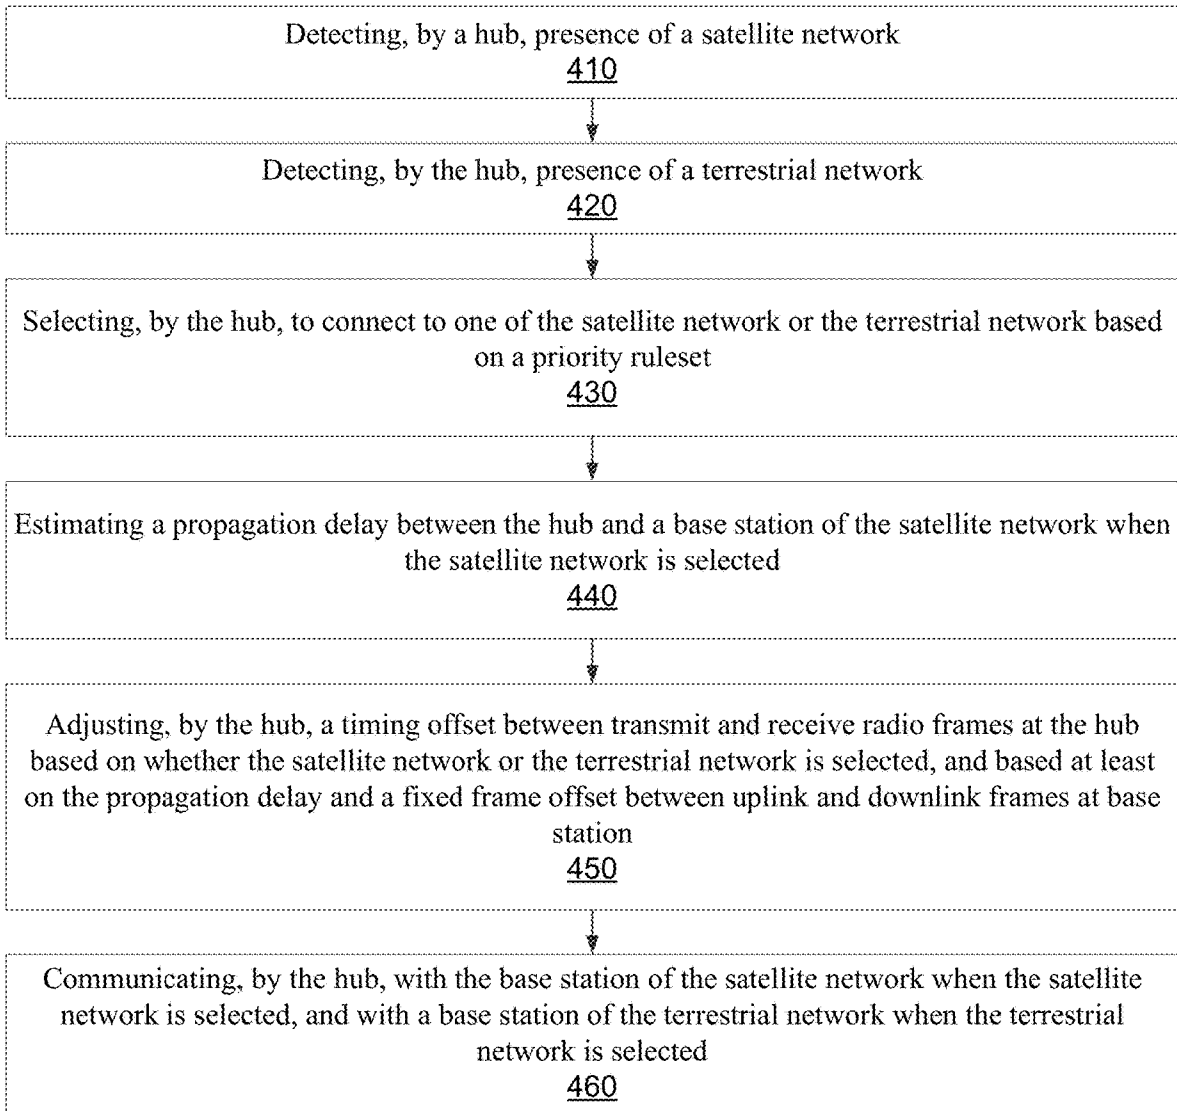 Detecting, by a hub, presence of a satellite network
410
Detecting, by the hub, presence of a terrestrial network
420
Selecting, by the hub, to connect to one of the satellite network or the terrestrial network based
on a priority ruleset
430
Estimating a propagation delay between the hub and a base station of the satellite network when
the satellite network is selected
440
Adjusting, by the hub, a timing offset between transmit and receive radio frames at the hub
based on whether the satellite network or the terrestrial network is selected, and based at least
on the propagation delay and a fixed frame offset between uplink and downlink frames at base
station
450
Communicating, by the hub, with the base station of the satellite network when the satellite
network is selected, and with a base station of the terrestrial network when the terrestrial
network is selected
460